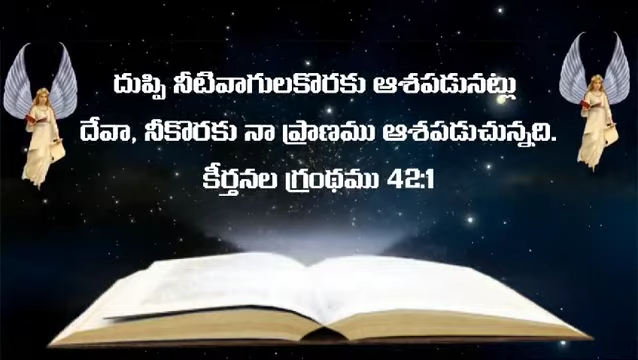 దుప్పి నీటివాగులకొరకు ఆశపడునట్లు
దేవా, నీకొరకు నా ప్రాణము ఆశపడుచున్నది.
కీర్తనల గ్రంథము 42:1